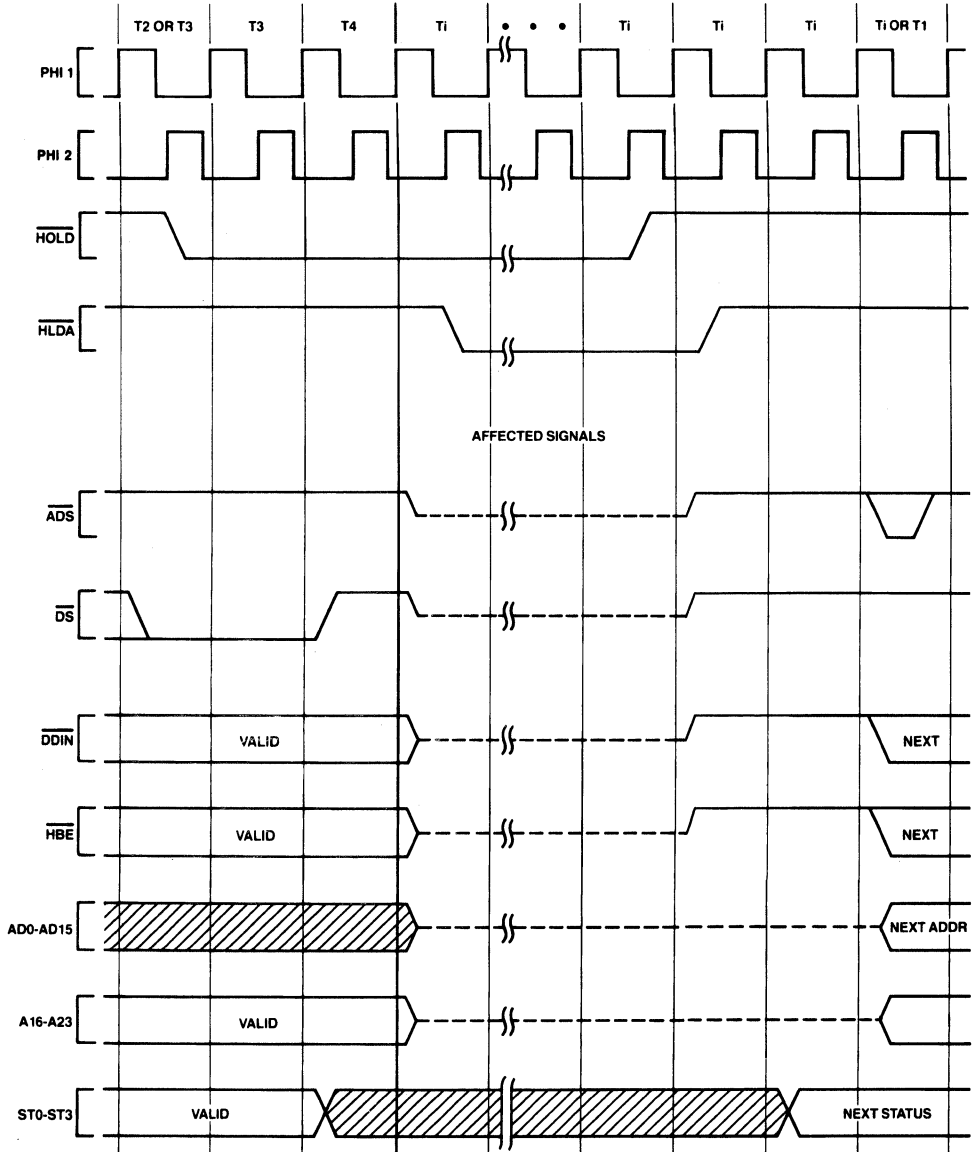 T2 OR T3 T3 T4 Ti • • • Ti Ti Ti Ti OR T1
PHI 1
PHI 2
HOLD
HLDA
AFFECTED SIGNALS
ADS
DS
DDIN VALID NEXT
HBE VALID NEXT
AD0-AD15 NEXT ADDR
A16-A23 VALID
ST0-ST3 VALID NEXT STATUS